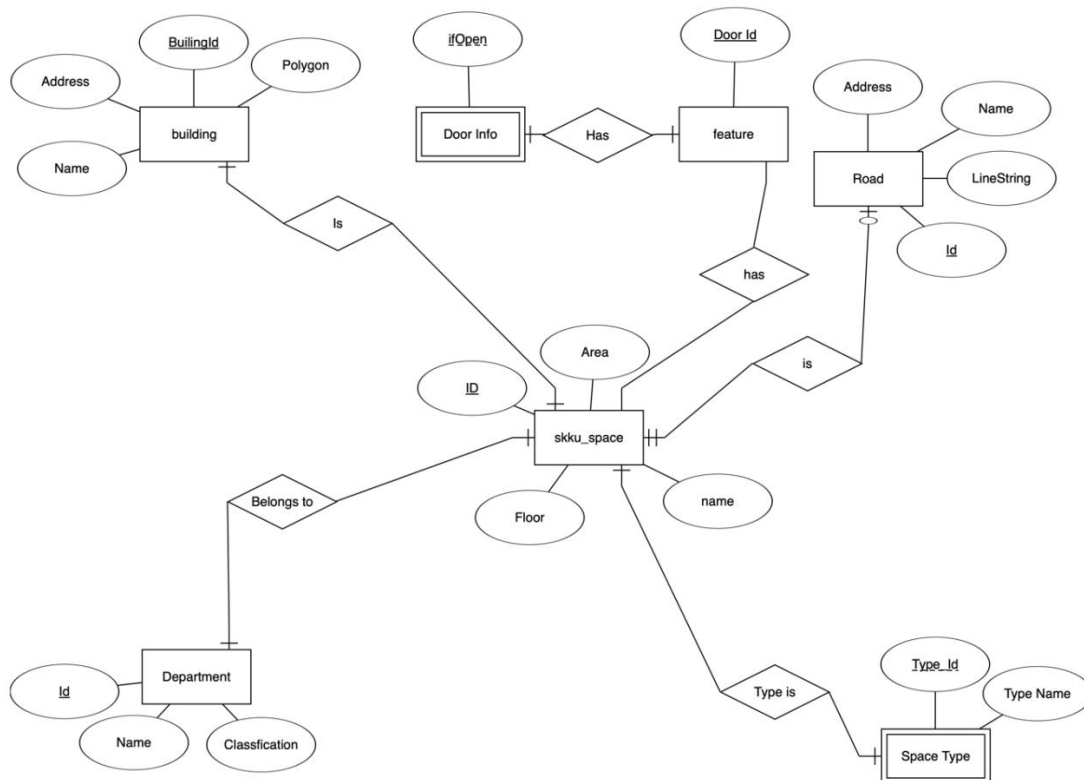 BuilingId
ifOpen
Door Id
Address
Polygon
Address
Name
building
Door Info
Has
feature
Name
Road
LineString
Is
Id
has
Area
is
ID
skku_space
Belongs to
Floor
name
Type_Id
Type Name
Department
Id
Type is
Name
Classfication
Space Type